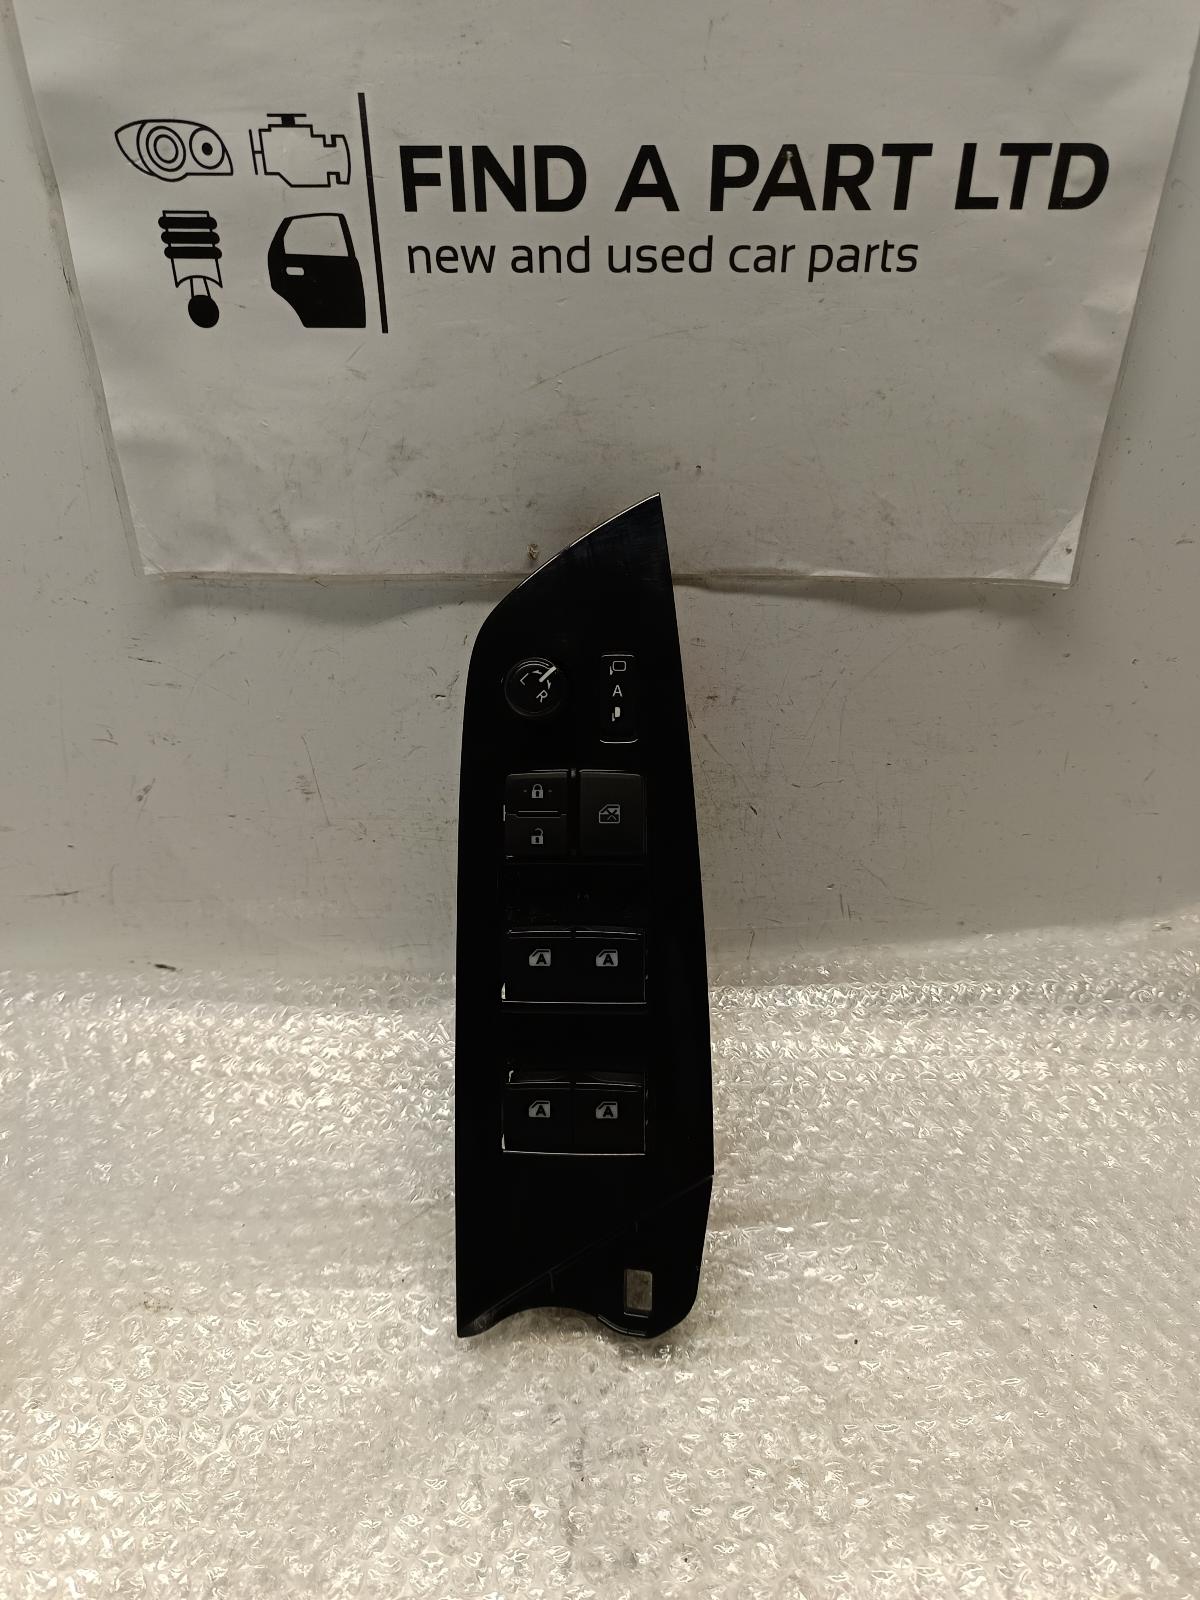 FIND A PART LTD
new and used car parts
L
R
A
A A
A A